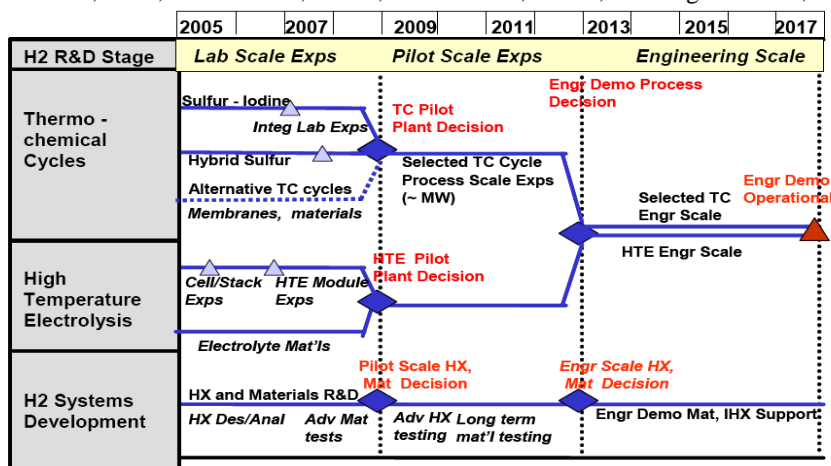 2005 2007 2009 2011 2013 2015 2017
H2 R&D Stage Lab Scale Exps Pilot Scale Exps Engineering Scale
Thermo -
chemical
Cycles
Sulfur - Iodine
Integ Lab Exps
Hybrid Sulfur
Alternative TC cycles
Membranes, materials
TC Pilot
Plant Decision
Selected TC Cycle
Process Scale Exps
(~ MW)
Engr Demo Process
Decision
Selected TC
Engr Scale
HTE Engr Scale
Engr Demo
Operational
High
Temperature
Electrolysis
Cell/Stack
Exps
HTE Module
Exps
Electrolyte Mat'ls
HTE Pilot
Plant Decision
H2 Systems
Development
HX and Materials R&D
HX Des/Anal
Adv Mat
tests
Pilot Scale HX,
Mat Decision
Adv HX
testing
Long term
mat'l testing
Engr Scale HX,
Mat Decision
Engr Demo Mat, IHX Support